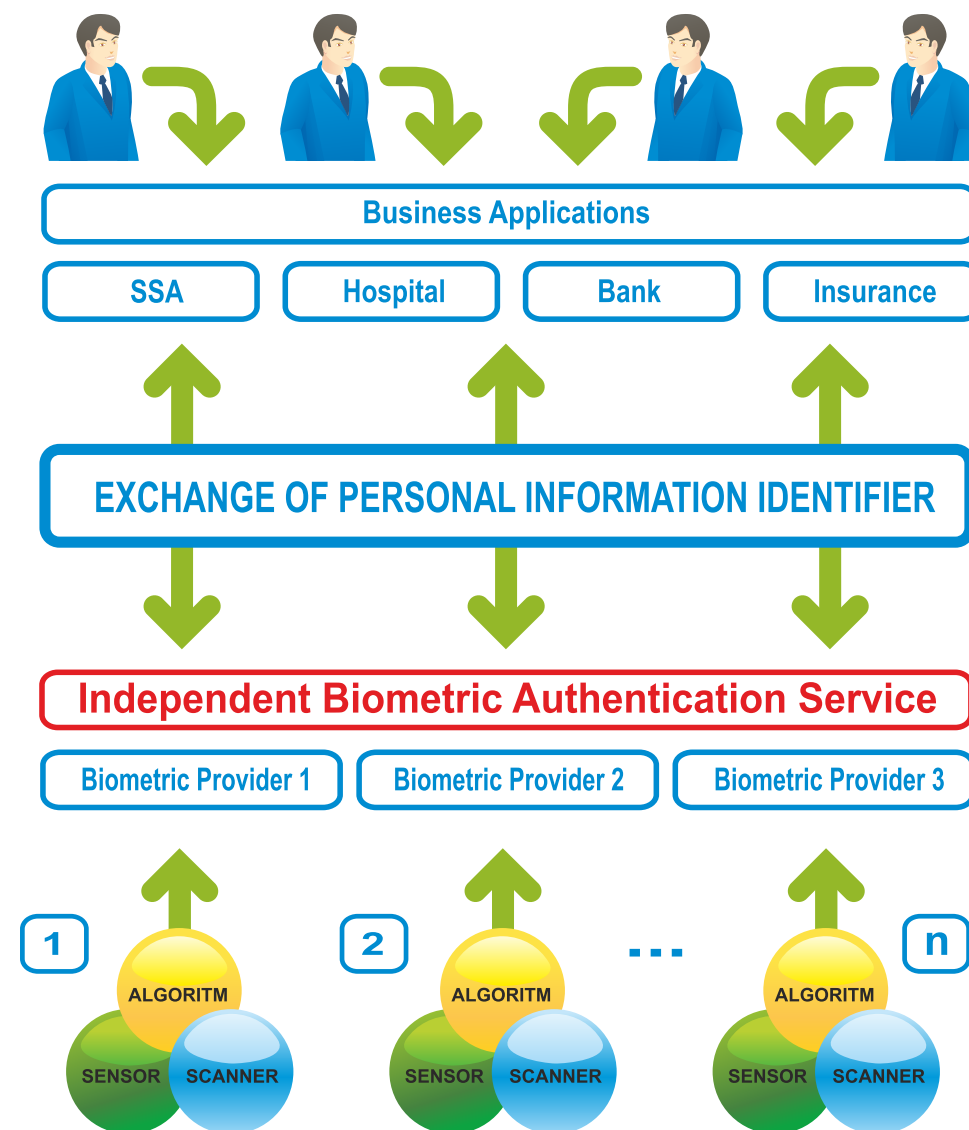 Business Applications
SSA Hospital Bank Insurance
EXCHANGE OF PERSONAL INFORMATION IDENTIFIER
Independent Biometric Authentication Service
Biometric Provider 1 Biometric Provider 2 Biometric Provider 3
1 2 ... n
ALGORITM ALGORITM ALGORITM
SENSOR SCANNER SENSOR SCANNER SENSOR SCANNER